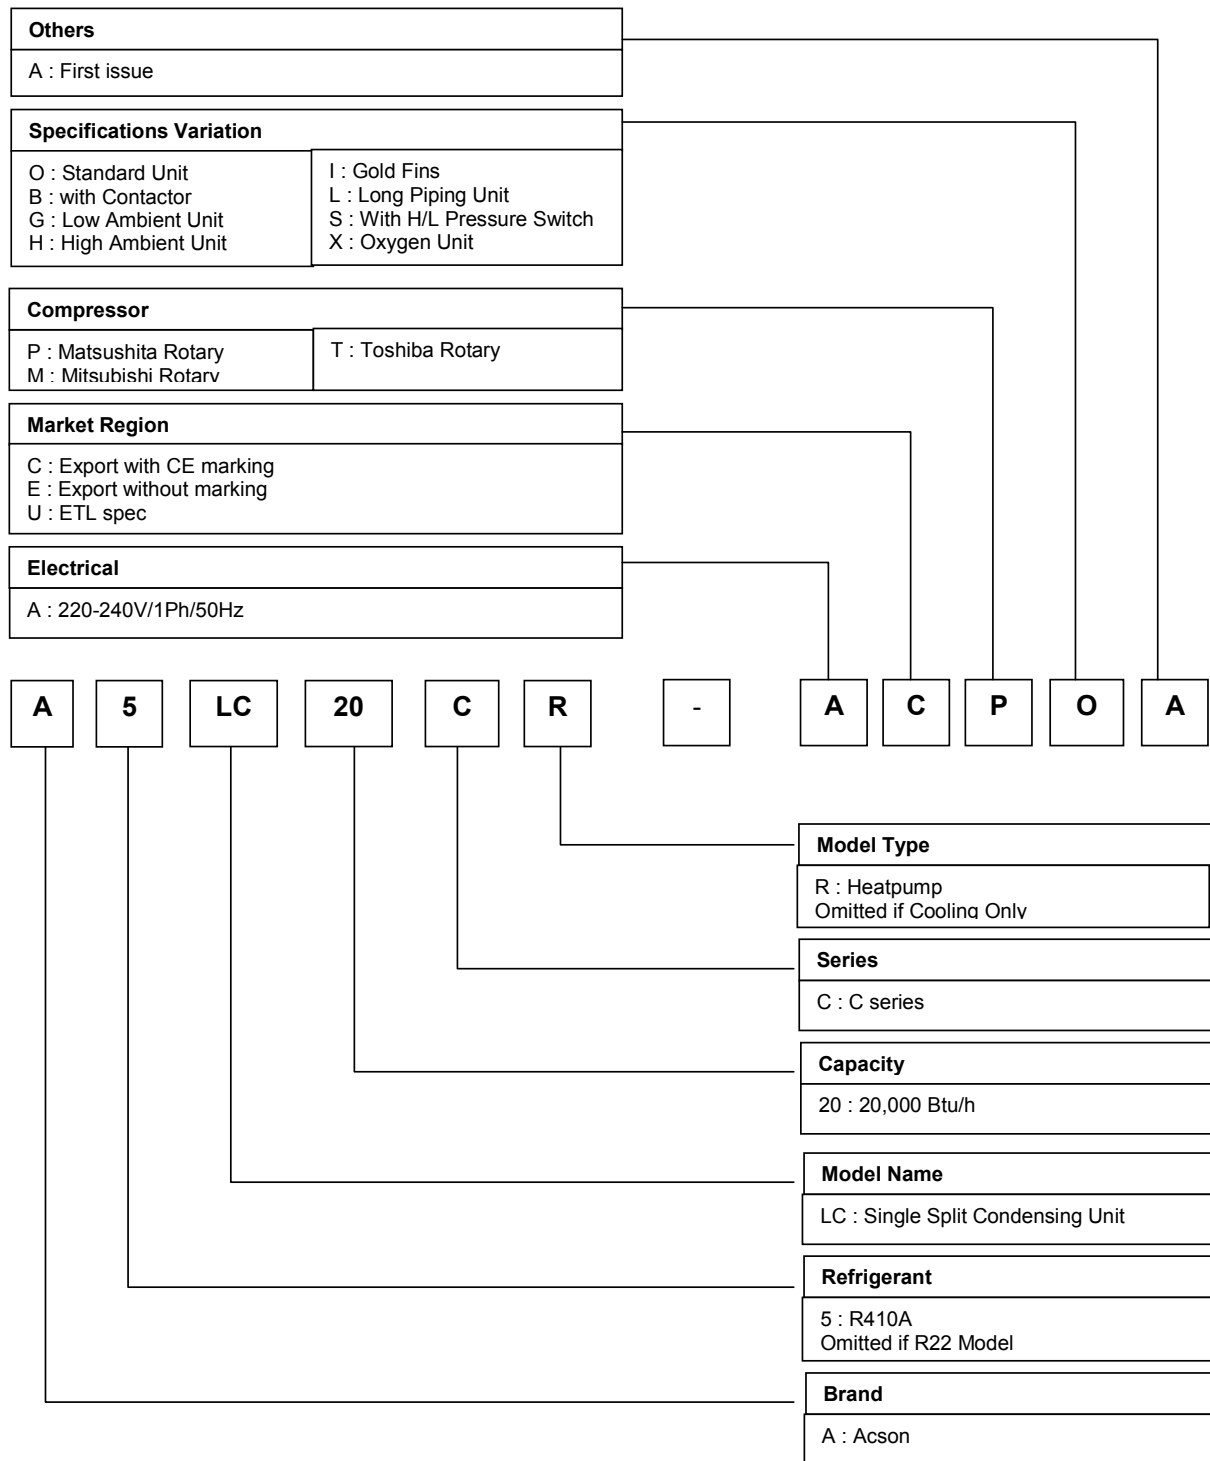 Others
A : First issue
Specifications Variation
O : Standard Unit
B : with Contactor
G : Low Ambient Unit
H : High Ambient Unit
I : Gold Fins
L : Long Piping Unit
S : With H/L Pressure Switch
X : Oxygen Unit
Compressor
P : Matsushita Rotary
M : Mitsubishi Rotary
T : Toshiba Rotary
Market Region
C : Export with CE marking
E : Export without marking
U : ETL spec
Electrical
A : 220-240V/1Ph/50Hz
A 5 LC 20 C R - A C P O A
Model Type
R : Heatpump
Omitted if Cooling Only
Series
C : C series
Capacity
20 : 20,000 Btu/h
Model Name
LC : Single Split Condensing Unit
Refrigerant
5 : R410A
Omitted if R22 Model
Brand
A : Acson